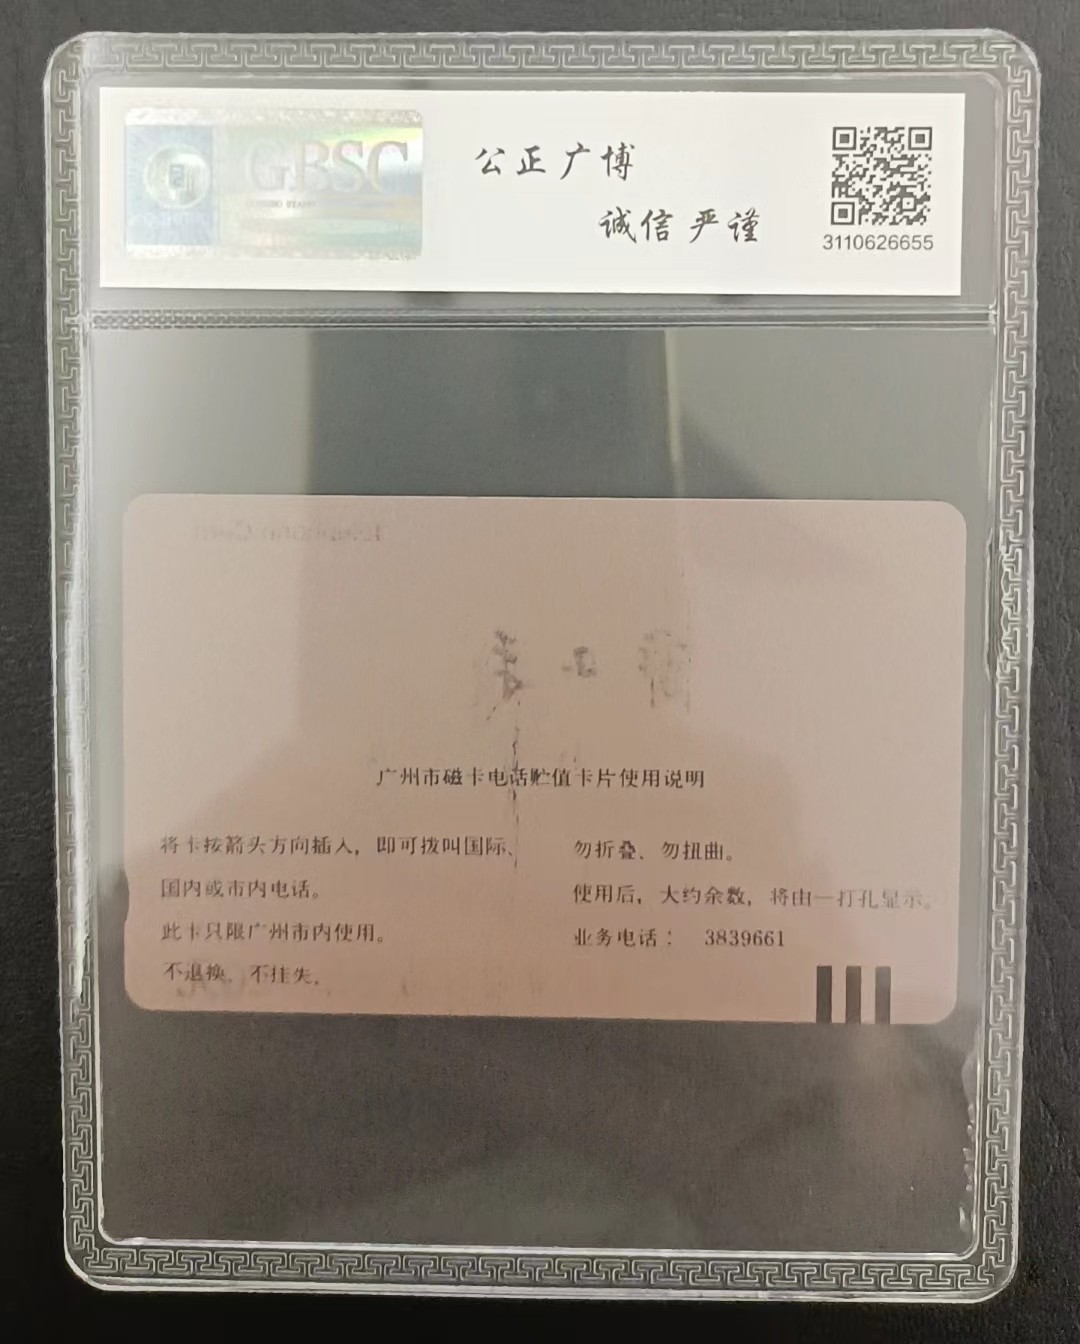 GBSC
公正广博
诚信严谨
3110626655
广州市磁卡电话贮值卡片使用说明
将卡按箭头方向插入，即可拨叫国际、
国内或市内电话。
此卡只限广州市内使用。
不退换，不挂失。
勿折叠、勿扭曲。
使用后，大约余数，将由一打孔显示。
业务电话： 3839661